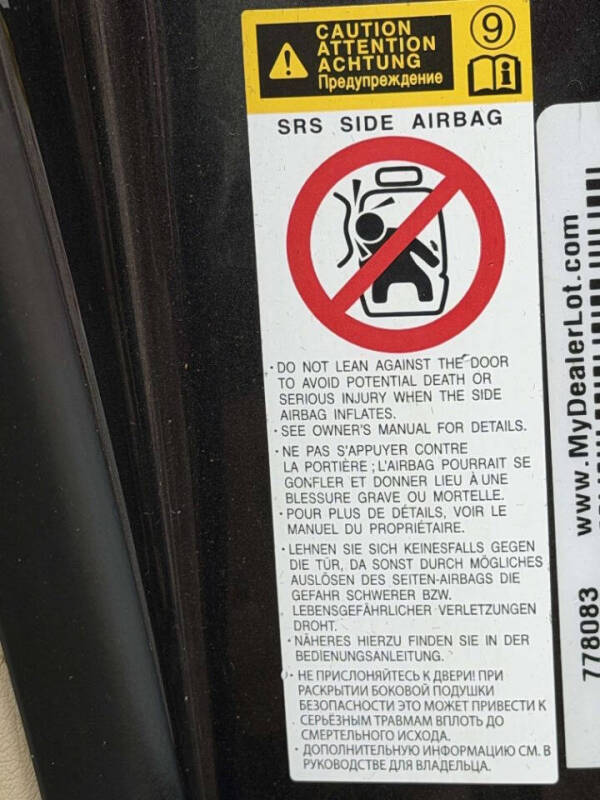 CAUTION
ATTENTION
ACHTUNG
Предупреждение
9
i
SRS SIDE AIRBAG
· DO NOT LEAN AGAINST THE DOOR
TO AVOID POTENTIAL DEATH OR
SERIOUS INJURY WHEN THE SIDE
AIRBAG INFLATES.
· SEE OWNER'S MANUAL FOR DETAILS.
· NE PAS S'APPUYER CONTRE
LA PORTIÈRE ; L'AIRBAG POURRAIT SE
GONFLER ET DONNER LIEU À UNE
BLESSURE GRAVE OU MORTELLE.
· POUR PLUS DE DÉTAILS, VOIR LE
MANUEL DU PROPRIÉTAIRE.
· LEHNEN SIE SICH KEINESFALLS GEGEN
DIE TÜR, DA SONST DURCH MÖGLICHES
AUSLÖSEN DES SEITEN-AIRBAGS DIE
GEFAHR SCHWERER BZW.
LEBENSGEFÄHRLICHER VERLETZUNGEN
DROHT.
· NÄHERES HIERZU FINDEN SIE IN DER
BEDIENUNGSANLEITUNG.
· НЕ ПРИСЛОНЯЙТЕСЬ К ДВЕРИ! ПРИ
РАСКРЫТИИ БОКОВОЙ ПОДУШКИ
БЕЗОПАСНОСТИ ЭТО МОЖЕТ ПРИВЕСТИ К
СЕРЬЁЗНЫМ ТРАВМАМ ВПЛОТЬ ДО
СМЕРТЕЛЬНОГО ИСХОДА.
· ДОПОЛНИТЕЛЬНУЮ ИНФОРМАЦИЮ СМ. В
РУКОВОДСТВЕ ДЛЯ ВЛАДЕЛЬЦА.
www.MyDealerLot.com
778083